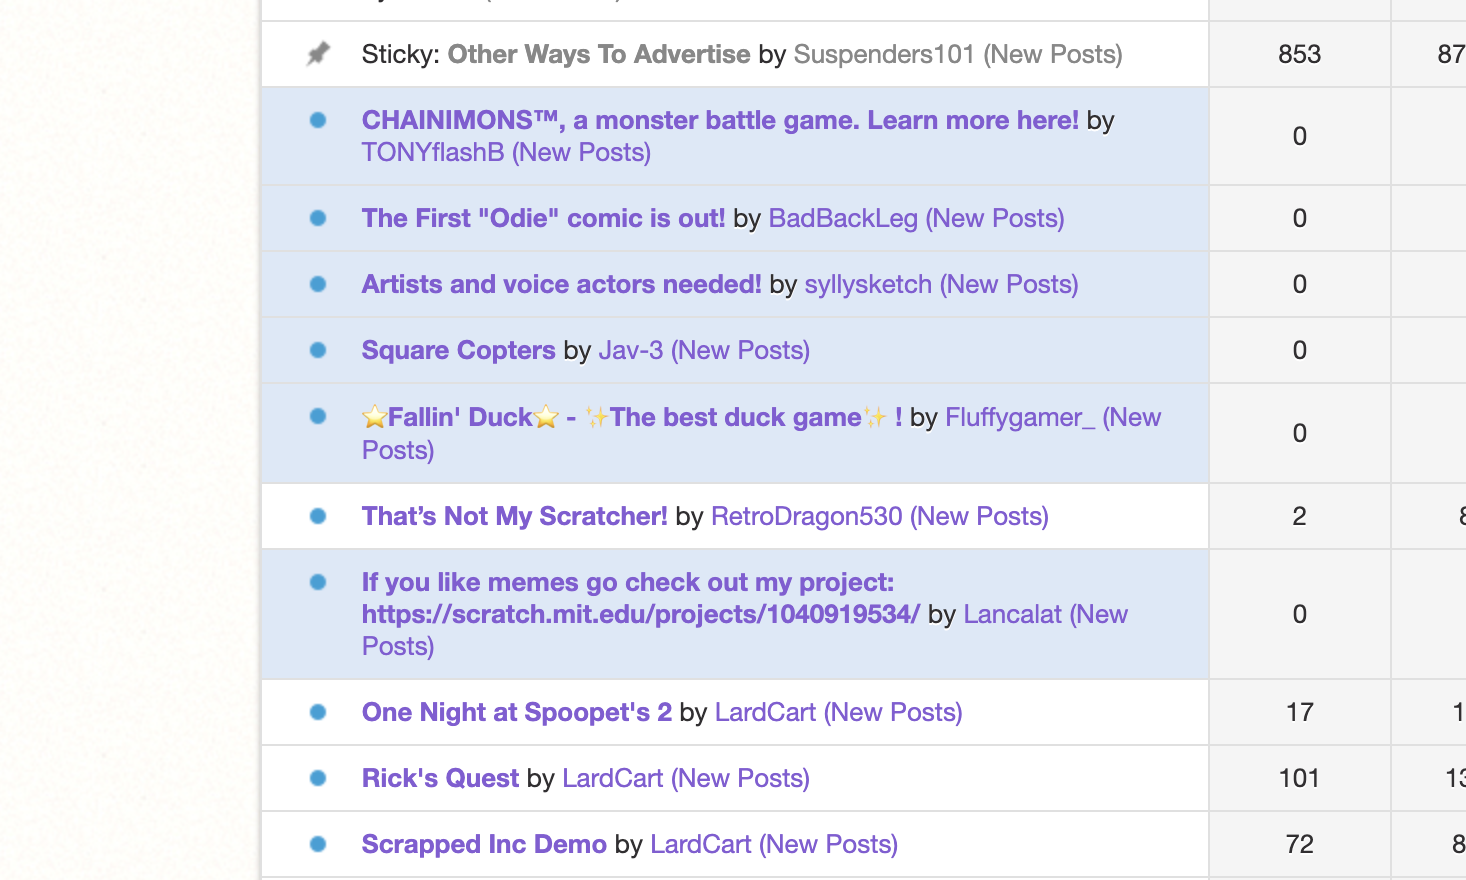 Sticky: Other Ways To Advertise by Suspenders101 (New Posts) 853 87
CHAINIMONS™, a monster battle game. Learn more here! by
TONYflashB (New Posts) 0
The First "Odie" comic is out! by BadBackLeg (New Posts) 0
Artists and voice actors needed! by syllysketch (New Posts) 0
Square Copters by Jav-3 (New Posts) 0
⭐Fallin' Duck⭐ - ✨The best duck game✨ ! by Fluffygamer_ (New
Posts) 0
That’s Not My Scratcher! by RetroDragon530 (New Posts) 2
If you like memes go check out my project:
https://scratch.mit.edu/projects/1040919534/ by Lancalat (New
Posts) 0
One Night at Spoopet's 2 by LardCart (New Posts) 17 1
Rick's Quest by LardCart (New Posts) 101 13
Scrapped Inc Demo by LardCart (New Posts) 72 8